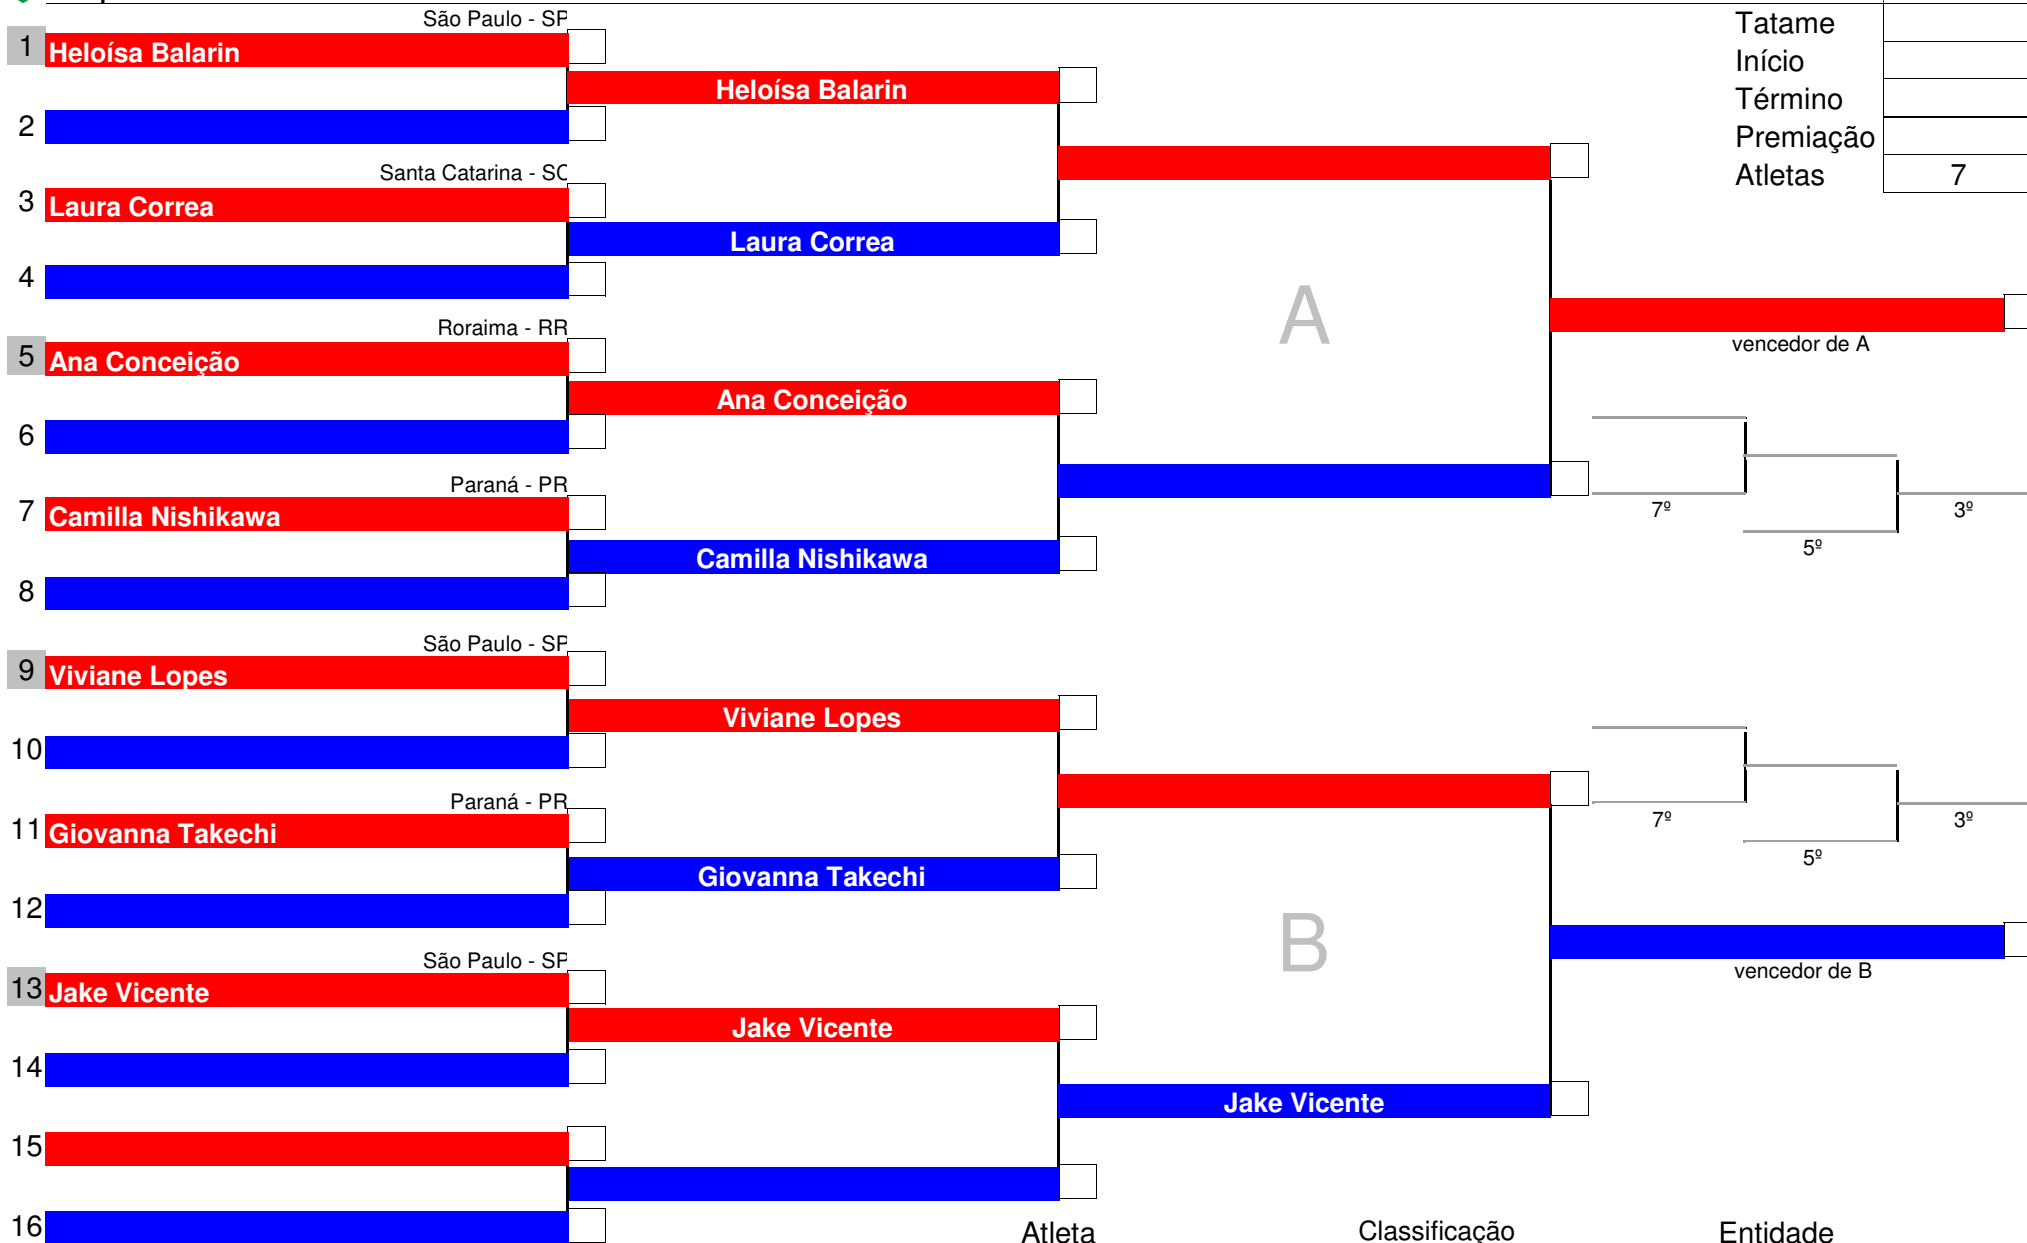 São Paulo - SP
1 Heloísa Balarin
Heloísa Balarin
2
Santa Catarina - SC
3 Laura Correa
Laura Correa
4
Roraima - RR
5 Ana Conceição
Ana Conceição
6
Paraná - PR
7 Camilla Nishikawa
Camilla Nishikawa
8
São Paulo - SP
9 Viviane Lopes
Viviane Lopes
10
Paraná - PR
11 Giovanna Takechi
Giovanna Takechi
12
São Paulo - SP
13 Jake Vicente
Jake Vicente
14
Jake Vicente
15
16
A
B
Tatame
Início
Término
Premiação
Atletas 7
vencedor de A
7º
5º
3º
7º
5º
3º
vencedor de B
Atleta Classificação Entidade